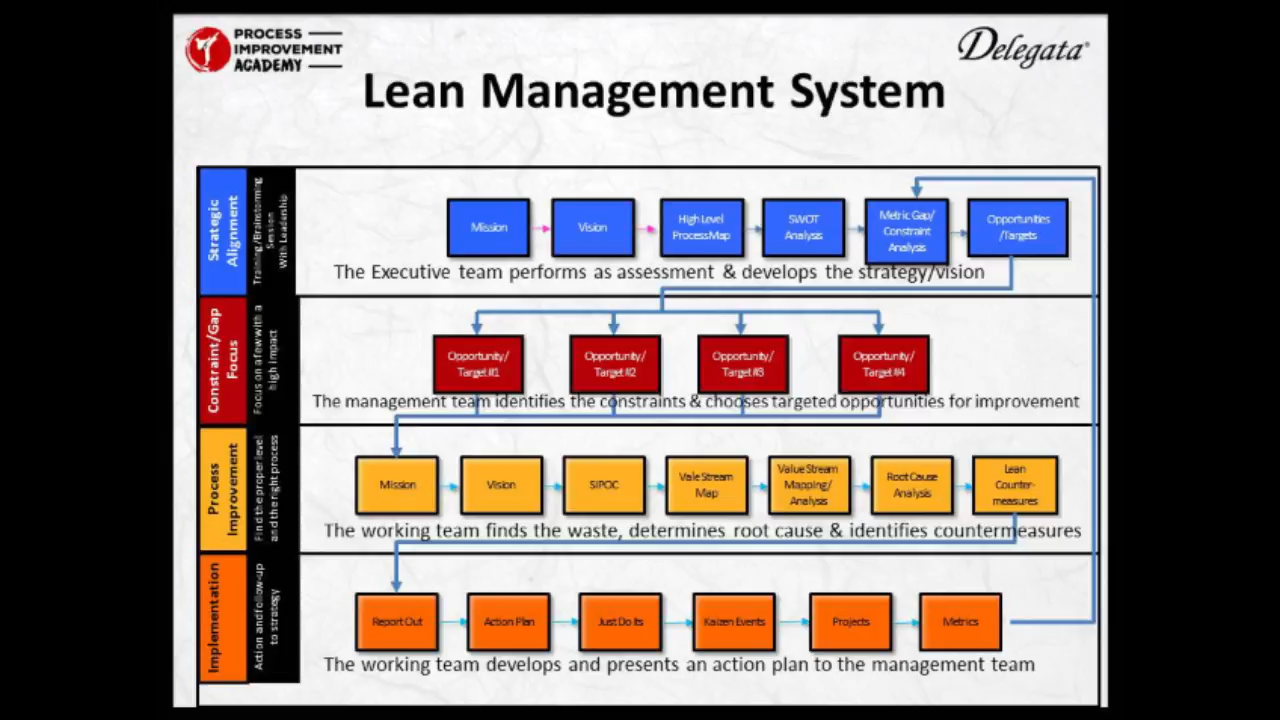 PROCESS
IMPROVEMENT
ACADEMY
Delegata®
Lean Management System
Strategic
Alignment
Training/Brainstorming
Session
With Leadership
Mission
Vision
High Level
Process Map
SWOT
Analysis
Metric Gap/
Constraint
Analysis
Opportunities
/Targets
The Executive team performs as assessment & develops the strategy/vision
Constraint/Gap
Focus
Focus on a few with a
high impact
Opportunity/
Target #1
Opportunity/
Target #2
Opportunity/
Target #3
Opportunity/
Target #4
The management team identifies the constraints & chooses targeted opportunities for improvement
Process
Improvement
Find the proper level
and the right process
Mission
Vision
SIPOC
Vale Stream
Map
Value Stream
Mapping/
Analysis
Root Cause
Analysis
Lean
Counter-
measures
The working team finds the waste, determines root cause & identifies countermeasures
Implementation
Action and follow-up
to strategy
Report Out
Action Plan
Just Do Its
Kaizen Events
Projects
Metrics
The working team develops and presents an action plan to the management team